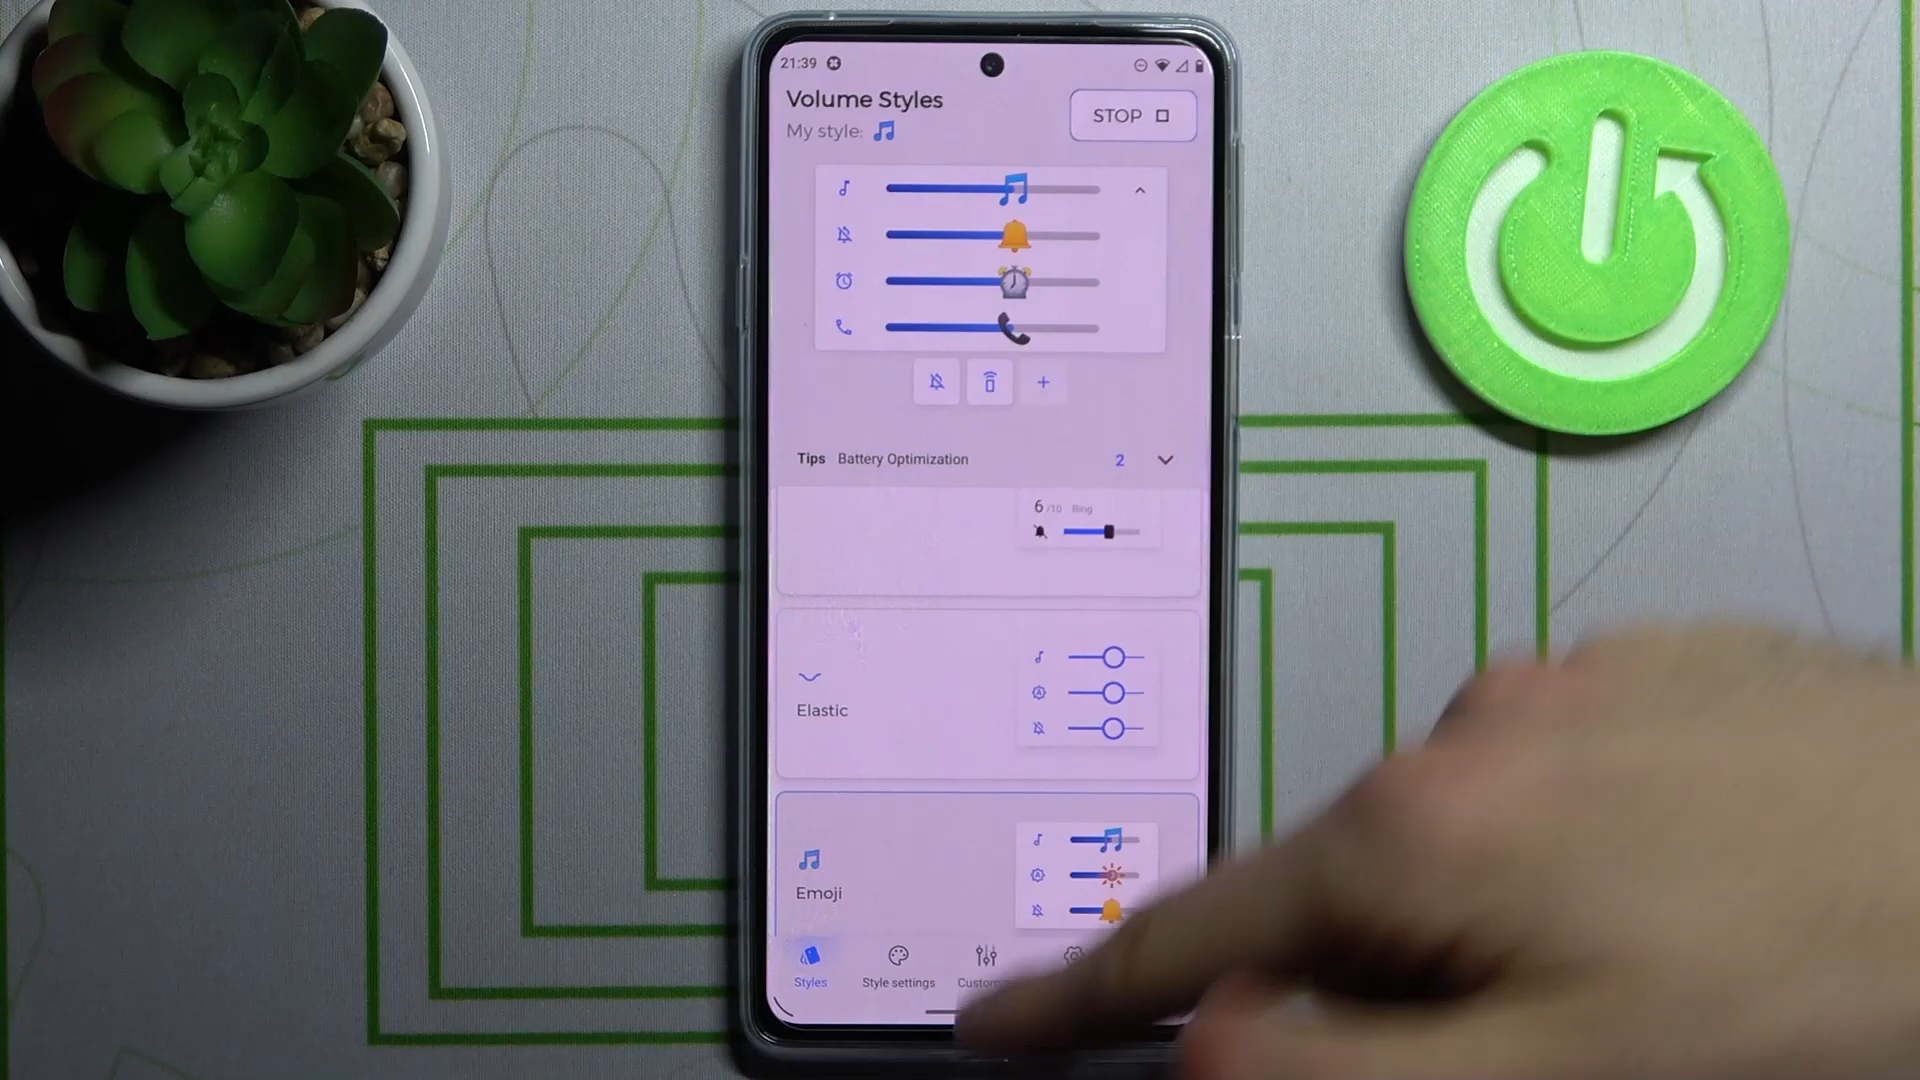 21:39
Volume Styles
My style:
STOP
Tips Battery Optimization 2
6/10 Ring
Elastic
Emoji
Styles
Style settings